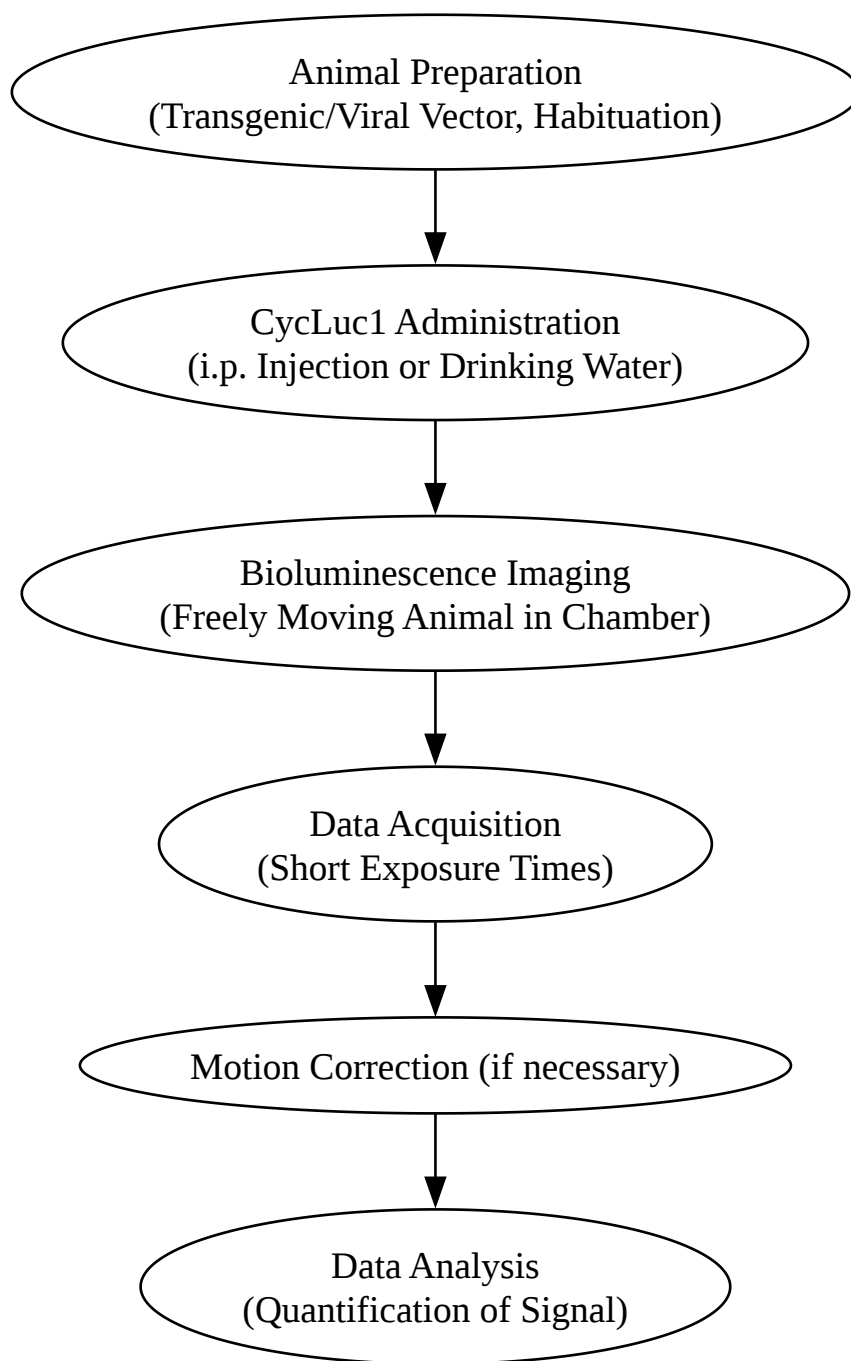 Animal Preparation
(Transgenic/Viral Vector, Habituation)
CycLuc1 Administration
(i.p. Injection or Drinking Water)
Bioluminescence Imaging
(Freely Moving Animal in Chamber)
Data Acquisition
(Short Exposure Times)
Motion Correction (if necessary)
Data Analysis
(Quantification of Signal)